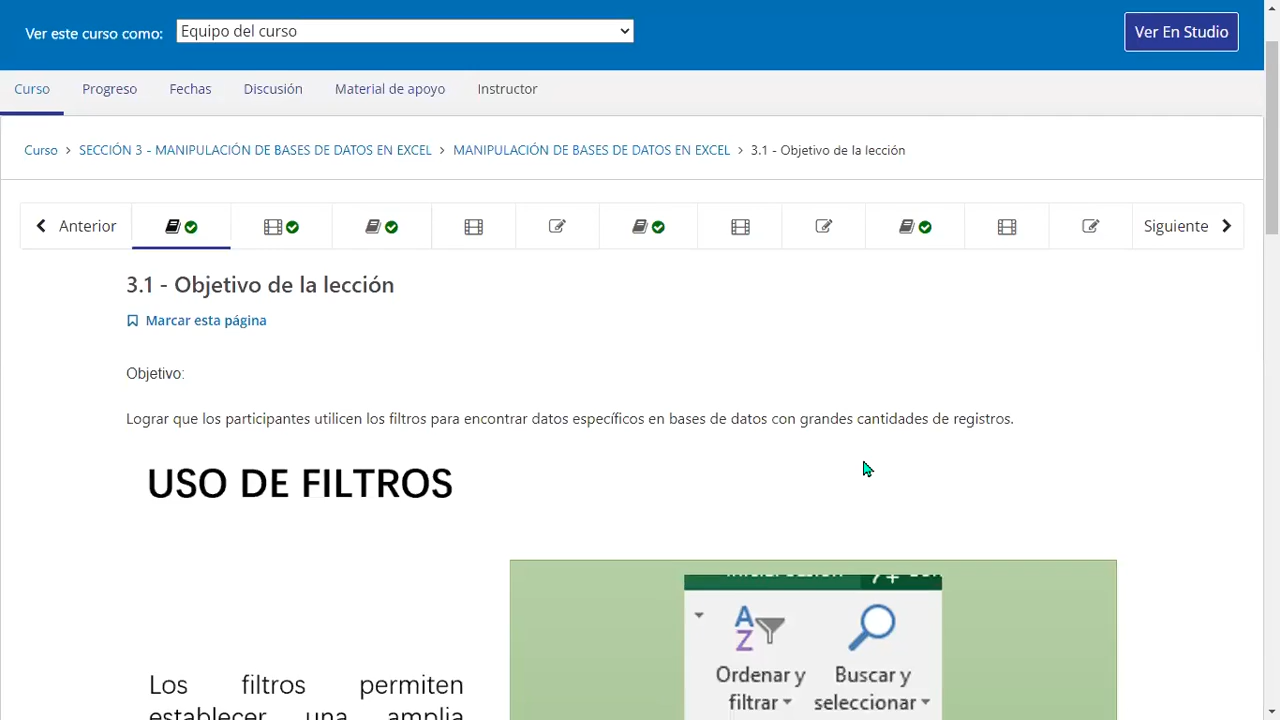 Ver este curso como:
Equipo del curso
Ver En Studio
Curso
Progreso
Fechas
Discusión
Material de apoyo
Instructor
Curso > SECCIÓN 3 - MANIPULACIÓN DE BASES DE DATOS EN EXCEL > MANIPULACIÓN DE BASES DE DATOS EN EXCEL > 3.1 - Objetivo de la lección
Anterior
Siguiente
3.1 - Objetivo de la lección
Marcar esta página
Objetivo:
Lograr que los participantes utilicen los filtros para encontrar datos específicos en bases de datos con grandes cantidades de registros.
USO DE FILTROS
Los filtros permiten
establecer una amplia
A
Z
Ordenar y
filtrar
Buscar y
seleccionar